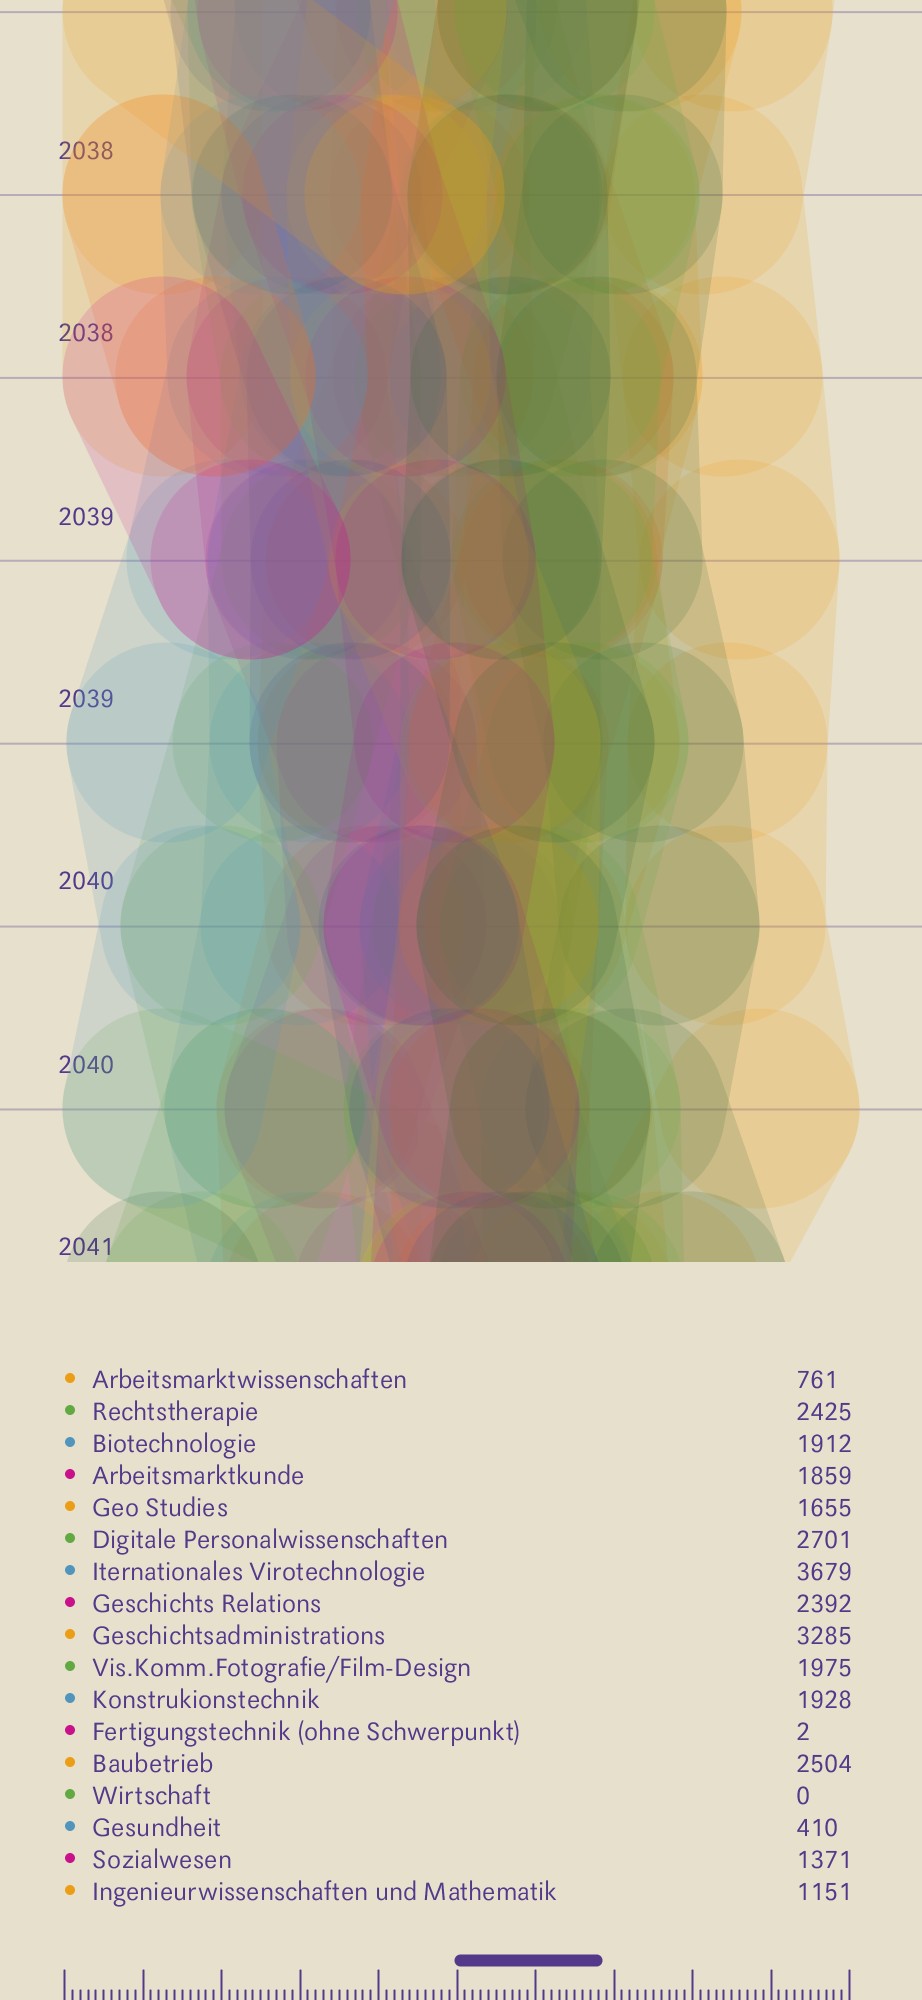 2038
2038
2039
2039
2040
2040
2041
Arbeitsmarktwissenschaften 761
Rechtstherapie 2425
Biotechnologie 1912
Arbeitsmarktkunde 1859
Geo Studies 1655
Digitale Personalwissenschaften 2701
Iternationales Virotechnologie 3679
Geschichts Relations 2392
Geschichtsadministrations 3285
Vis.Komm.Fotografie/Film-Design 1975
Konstrukionstechnik 1928
Fertigungstechnik (ohne Schwerpunkt) 2
Baubetrieb 2504
Wirtschaft 0
Gesundheit 410
Sozialwesen 1371
Ingenieurwissenschaften und Mathematik 1151